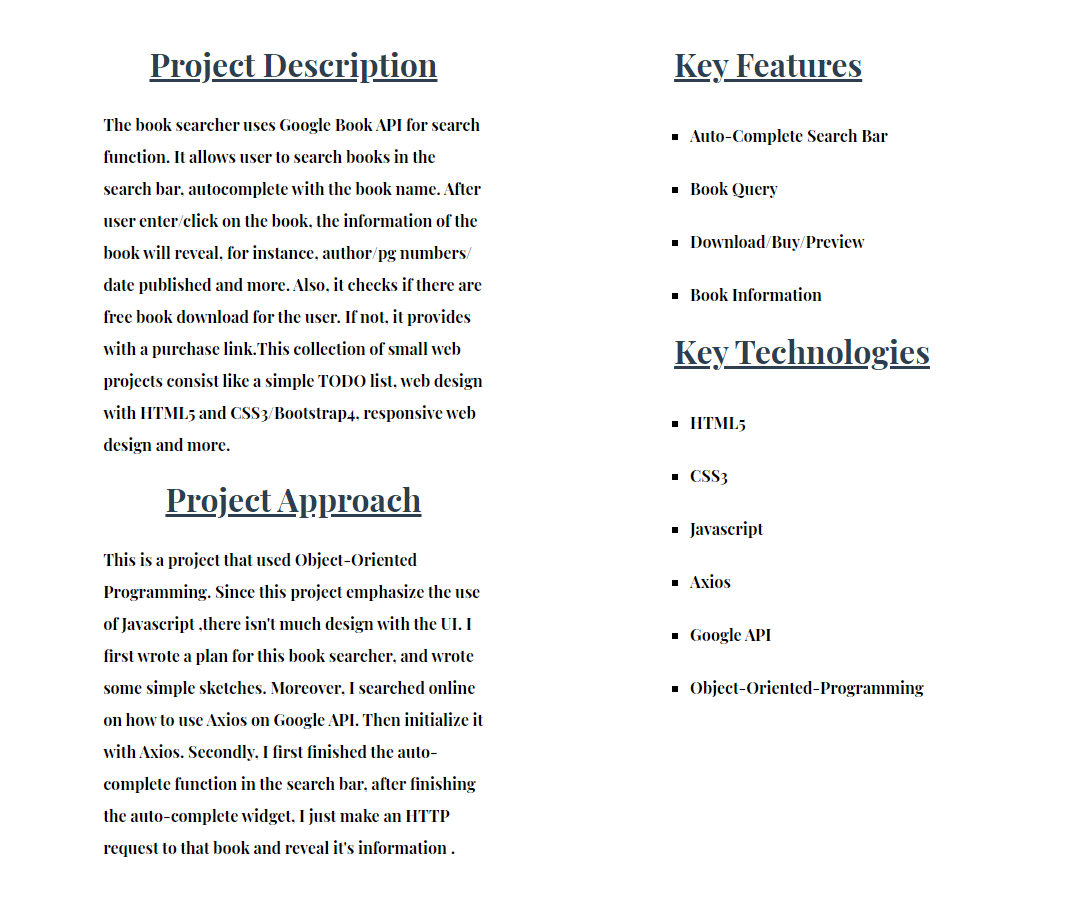 Project Description
The book searcher uses Google Book API for search
function. It allows user to search books in the
search bar, autocomplete with the book name. After
user enter/click on the book, the information of the
book will reveal, for instance, author/pg numbers/
date published and more. Also, it checks if there are
free book download for the user. If not, it provides
with a purchase link.This collection of small web
projects consist like a simple TODO list, web design
with HTML5 and CSS3/Bootstrap4, responsive web
design and more.
Project Approach
This is a project that used Object-Oriented
Programming. Since this project emphasize the use
of Javascript ,there isn't much design with the UI. I
first wrote a plan for this book searcher, and wrote
some simple sketches. Moreover, I searched online
on how to use Axios on Google API. Then initialize it
with Axios. Secondly, I first finished the auto-
complete function in the search bar, after finishing
the auto-complete widget, I just make an HTTP
request to that book and reveal it's information .
Key Features
Auto-Complete Search Bar
Book Query
Download/Buy/Preview
Book Information
Key Technologies
HTML5
CSS3
Javascript
Axios
Google API
Object-Oriented-Programming